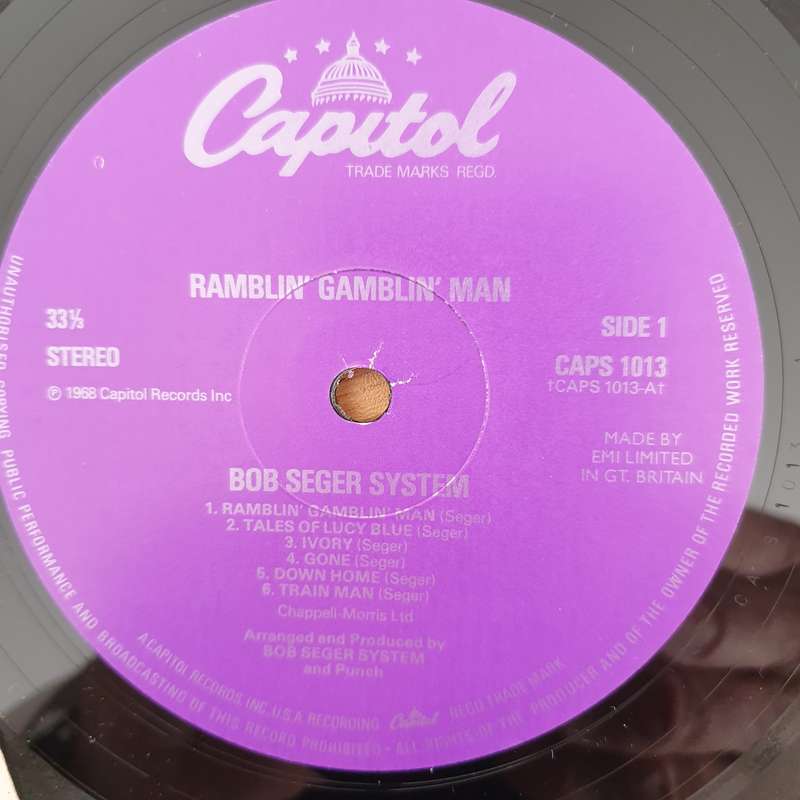 Capitol
TRADE MARKS REGD.
RAMBLIN' GAMBLIN' MAN
33⅓
STEREO
℗ 1968 Capitol Records Inc
SIDE 1
CAPS 1013
†CAPS 1013-A†
MADE BY
EMI LIMITED
IN GT. BRITAIN
BOB SEGER SYSTEM
1. RAMBLIN' GAMBLIN' MAN (Seger)
2. TALES OF LUCY BLUE (Seger)
3. IVORY (Seger)
4. GONE (Seger)
5. DOWN HOME (Seger)
6. TRAIN MAN (Seger)
Chappell-Morris Ltd
Arranged and Produced by
BOB SEGER SYSTEM
and Punch
A CAPITOL RECORDS, INC. U.S.A. RECORDING Capitol REGD. TRADE MARK
UNAUTHORISED COPYING PUBLIC PERFORMANCE AND BROADCASTING OF THIS RECORD PROHIBITED · ALL RIGHTS OF THE PRODUCER AND OF THE OWNER OF THE RECORDED WORK RESERVED